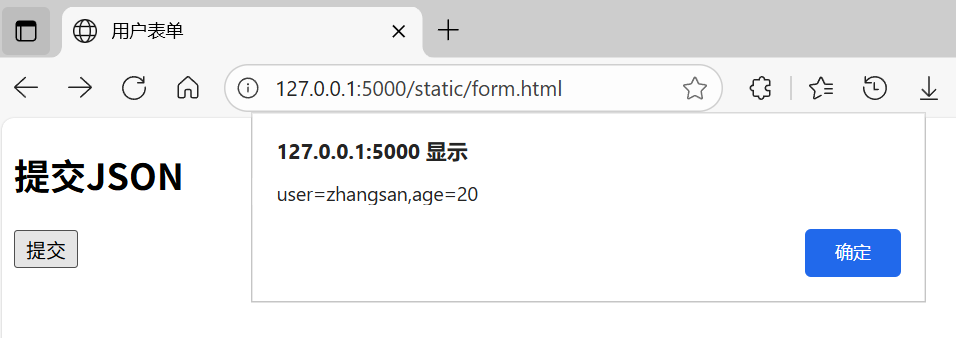 用户表单
127.0.0.1:5000/static/form.html
127.0.0.1:5000 显示
user=zhangsan,age=20
确定
提交JSON
提交